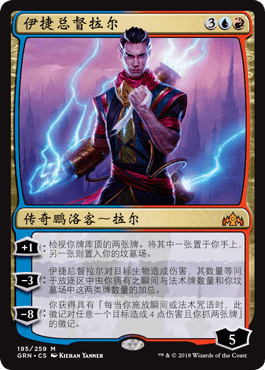 伊捷总督拉尔 3
传奇鹏洛客～拉尔
+1: 检视你牌库顶的两张牌。将其中一张置于你手上，
另一张则置入你的坟墓场。
-3: 伊捷总督拉尔对目标生物造成伤害，其数量等同
于放逐区中由你拥有之瞬间与法术牌数量和你坟
墓场中这两类牌数量的加总。
-8: 你获得具有「每当你施放瞬间或法术咒语时，此
徽记对任意一个目标造成4点伤害且你抓两张牌」
的徽记。
5
195/259 M
GRN • CS KIERAN YANNER
™ & © 2018 Wizards of the Coast